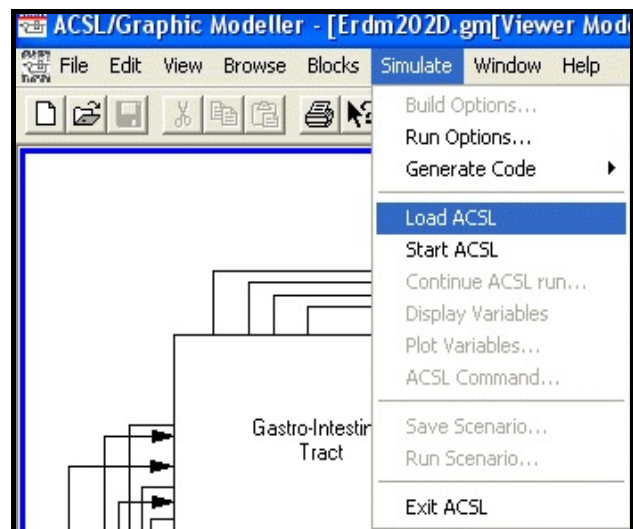 ACSL/Graphic Modeller - [Erdm202D.gm[Viewer Mod
File Edit View Browse Blocks Simulate Window Help
Build Options...
Run Options...
Generate Code
Load ACSL
Start ACSL
Continue ACSL run...
Display Variables
Plot Variables...
ACSL Command...
Save Scenario...
Run Scenario...
Exit ACSL
Gastro-Intestin
Tract